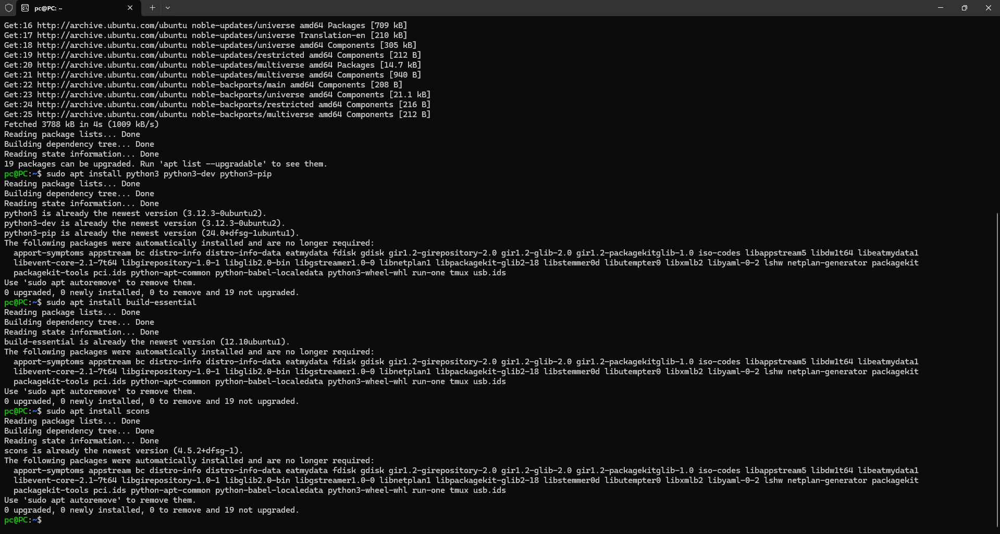 pc@PC: ~
Get:16 http://archive.ubuntu.com/ubuntu noble-updates/universe amd64 Packages [709 kB]
Get:17 http://archive.ubuntu.com/ubuntu noble-updates/universe Translation-en [210 kB]
Get:18 http://archive.ubuntu.com/ubuntu noble-updates/universe amd64 Components [305 kB]
Get:19 http://archive.ubuntu.com/ubuntu noble-updates/restricted amd64 Components [212 B]
Get:20 http://archive.ubuntu.com/ubuntu noble-updates/multiverse amd64 Packages [14.7 kB]
Get:21 http://archive.ubuntu.com/ubuntu noble-updates/multiverse amd64 Components [940 B]
Get:22 http://archive.ubuntu.com/ubuntu noble-backports/main amd64 Components [208 B]
Get:23 http://archive.ubuntu.com/ubuntu noble-backports/universe amd64 Components [21.1 kB]
Get:24 http://archive.ubuntu.com/ubuntu noble-backports/restricted amd64 Components [216 B]
Get:25 http://archive.ubuntu.com/ubuntu noble-backports/multiverse amd64 Components [212 B]
Fetched 3788 kB in 4s (1009 kB/s)
Reading package lists... Done
Building dependency tree... Done
Reading state information... Done
19 packages can be upgraded. Run 'apt list --upgradable' to see them.
pc@PC:~$ sudo apt install python3 python3-dev python3-pip
Reading package lists... Done
Building dependency tree... Done
Reading state information... Done
python3 is already the newest version (3.12.3-0ubuntu2).
python3-dev is already the newest version (3.12.3-0ubuntu2).
python3-pip is already the newest version (24.0+dfsg-1ubuntu1).
The following packages were automatically installed and are no longer required:
  apport-symptoms appstream bc distro-info distro-info-data eatmydata fdisk gdisk gir1.2-girepository-2.0 gir1.2-glib-2.0 gir1.2-packagekitglib-1.0 iso-codes libappstream5 libdw1t64 libeatmydata1
  libevent-core-2.1-7t64 libgirepository-1.0-1 libglib2.0-bin libgstreamer1.0-0 libnetplan1 libpackagekit-glib2-18 libstemmer0d libutempter0 libxmlb2 libyaml-0-2 lshw netplan-generator packagekit
  packagekit-tools pci.ids python-apt-common python-babel-localedata python3-wheel-whl run-one tmux usb.ids
Use 'sudo apt autoremove' to remove them.
0 upgraded, 0 newly installed, 0 to remove and 19 not upgraded.
pc@PC:~$ sudo apt install build-essential
Reading package lists... Done
Building dependency tree... Done
Reading state information... Done
build-essential is already the newest version (12.10ubuntu1).
The following packages were automatically installed and are no longer required:
  apport-symptoms appstream bc distro-info distro-info-data eatmydata fdisk gdisk gir1.2-girepository-2.0 gir1.2-glib-2.0 gir1.2-packagekitglib-1.0 iso-codes libappstream5 libdw1t64 libeatmydata1
  libevent-core-2.1-7t64 libgirepository-1.0-1 libglib2.0-bin libgstreamer1.0-0 libnetplan1 libpackagekit-glib2-18 libstemmer0d libutempter0 libxmlb2 libyaml-0-2 lshw netplan-generator packagekit
  packagekit-tools pci.ids python-apt-common python-babel-localedata python3-wheel-whl run-one tmux usb.ids
Use 'sudo apt autoremove' to remove them.
0 upgraded, 0 newly installed, 0 to remove and 19 not upgraded.
pc@PC:~$ sudo apt install scons
Reading package lists... Done
Building dependency tree... Done
Reading state information... Done
scons is already the newest version (4.5.2+dfsg-1).
The following packages were automatically installed and are no longer required:
  apport-symptoms appstream bc distro-info distro-info-data eatmydata fdisk gdisk gir1.2-girepository-2.0 gir1.2-glib-2.0 gir1.2-packagekitglib-1.0 iso-codes libappstream5 libdw1t64 libeatmydata1
  libevent-core-2.1-7t64 libgirepository-1.0-1 libglib2.0-bin libgstreamer1.0-0 libnetplan1 libpackagekit-glib2-18 libstemmer0d libutempter0 libxmlb2 libyaml-0-2 lshw netplan-generator packagekit
  packagekit-tools pci.ids python-apt-common python-babel-localedata python3-wheel-whl run-one tmux usb.ids
Use 'sudo apt autoremove' to remove them.
0 upgraded, 0 newly installed, 0 to remove and 19 not upgraded.
pc@PC:~$